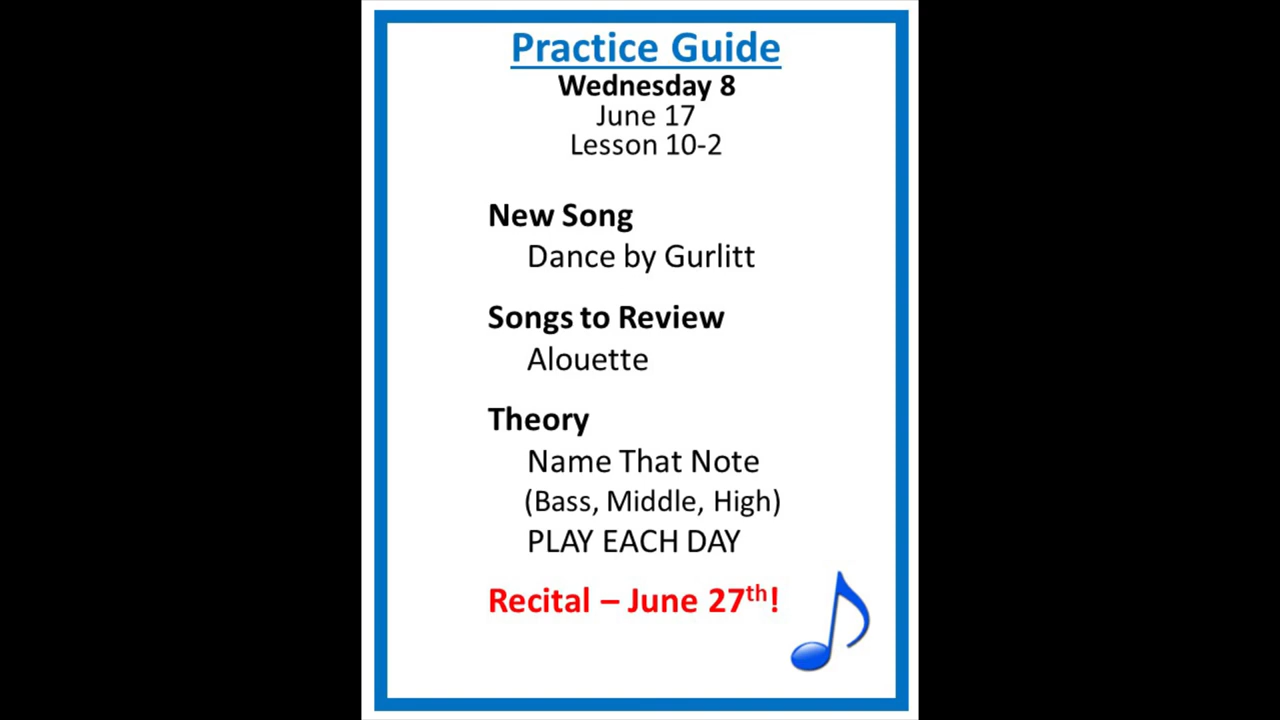 Practice Guide
Wednesday 8
June 17
Lesson 10-2
New Song
Dance by Gurlitt
Songs to Review
Alouette
Theory
Name That Note
(Bass, Middle, High)
PLAY EACH DAY
Recital – June 27th!